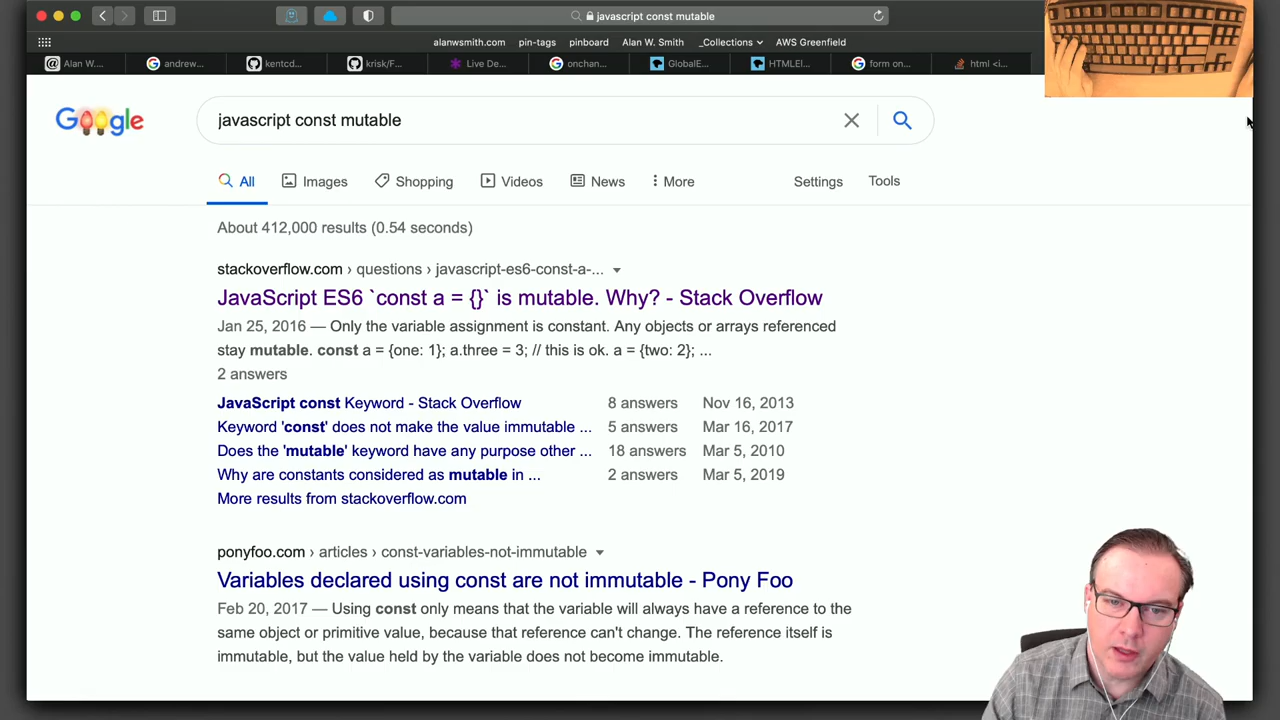 javascript const mutable
alanwsmith.com pin-tags pinboard Alan W. Smith _Collections AWS Greenfield
Alan W.... andrew... kentcd... krisk/F... Live De... onchan... GlobalE... HTMLEl... form on... html <i...
Google
javascript const mutable
All Images Shopping Videos News More Settings Tools
About 412,000 results (0.54 seconds)
stackoverflow.com › questions › javascript-es6-const-a-...
JavaScript ES6 `const a = {}` is mutable. Why? - Stack Overflow
Jan 25, 2016 — Only the variable assignment is constant. Any objects or arrays referenced
stay mutable. const a = {one: 1}; a.three = 3; // this is ok. a = {two: 2}; ...
2 answers
JavaScript const Keyword - Stack Overflow 8 answers Nov 16, 2013
Keyword 'const' does not make the value immutable ... 5 answers Mar 16, 2017
Does the 'mutable' keyword have any purpose other ... 18 answers Mar 5, 2010
Why are constants considered as mutable in ... 2 answers Mar 5, 2019
More results from stackoverflow.com
ponyfoo.com › articles › const-variables-not-immutable
Variables declared using const are not immutable - Pony Foo
Feb 20, 2017 — Using const only means that the variable will always have a reference to the
same object or primitive value, because that reference can't change. The reference itself is
immutable, but the value held by the variable does not become immutable.